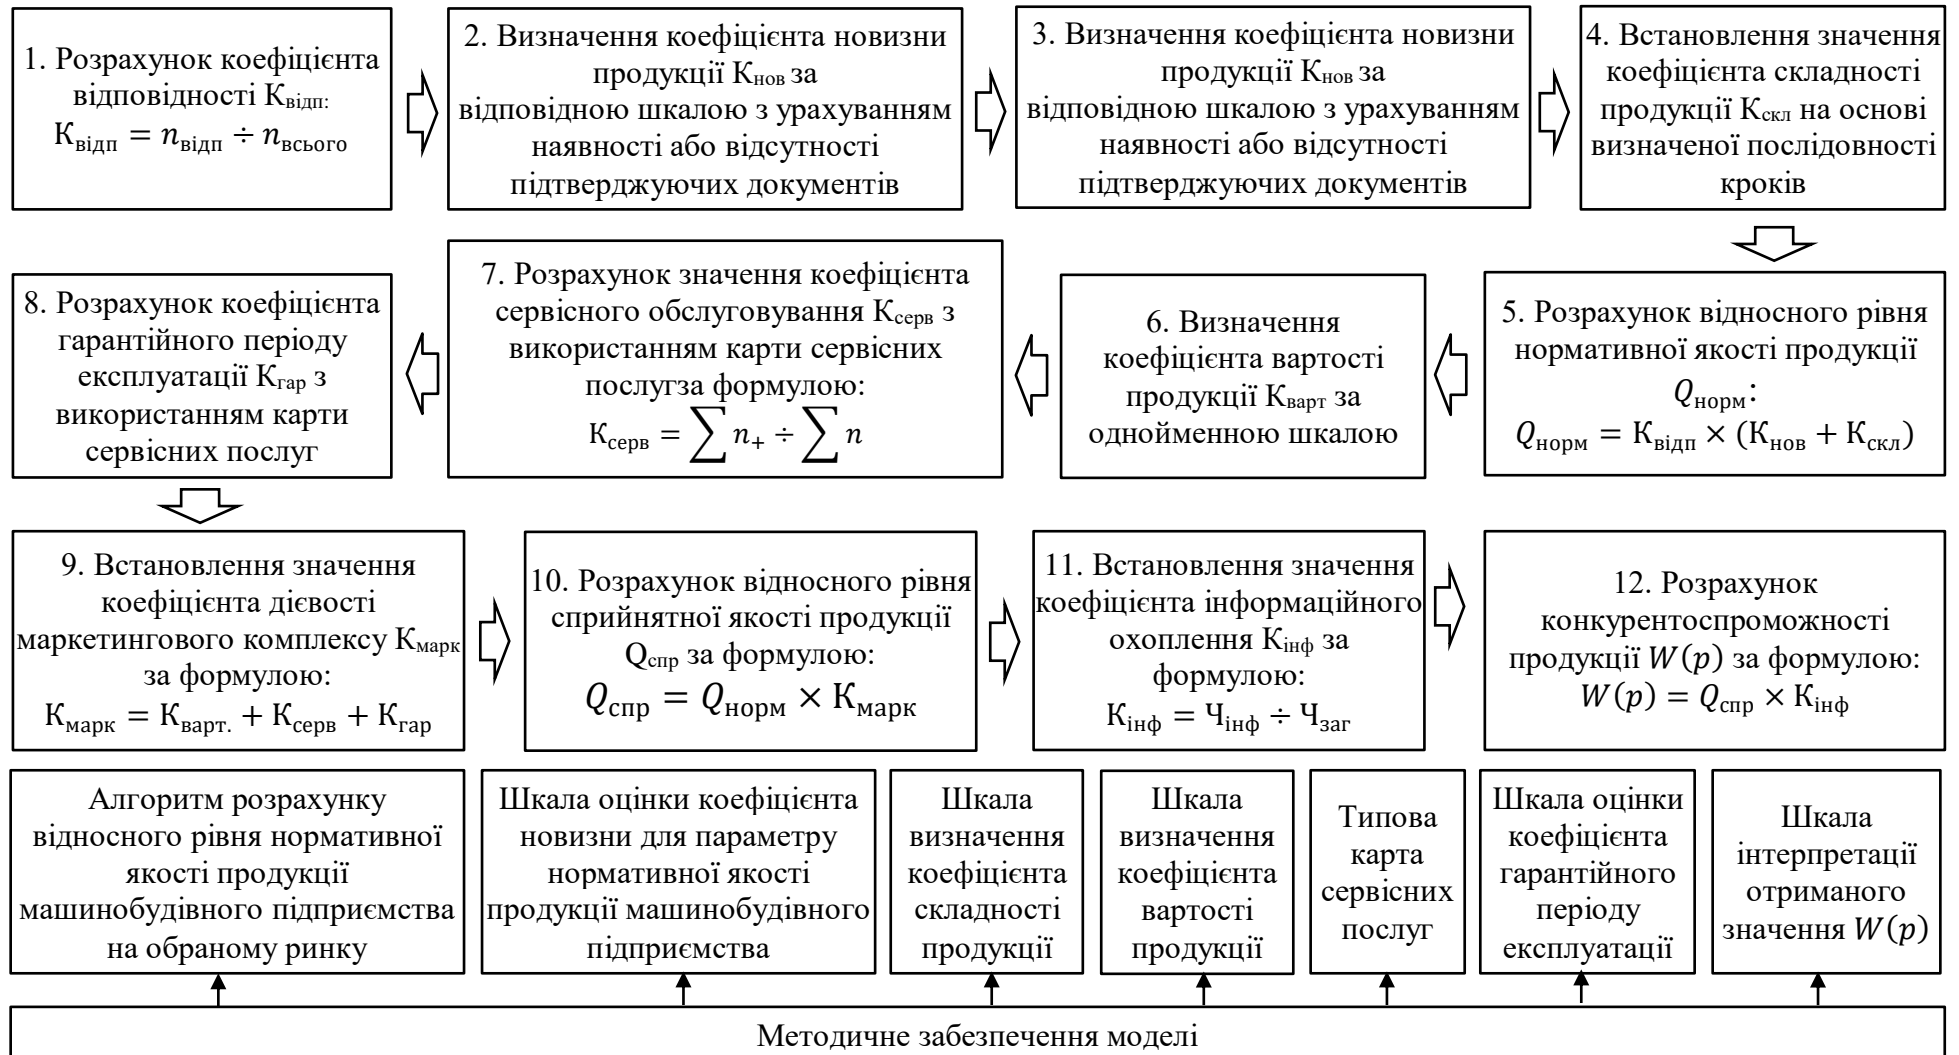 1. Розрахунок коефіцієнта
відповідності Квідп:
Квідп = nвідп ÷ nвсього
2. Визначення коефіцієнта новизни
продукції Кнов за
відповідною шкалою з урахуванням
наявності або відсутності
підтверджуючих документів
3. Визначення коефіцієнта новизни
продукції Кнов за
відповідною шкалою з урахуванням
наявності або відсутності
підтверджуючих документів
4. Встановлення значення
коефіцієнта складності
продукції Кскл на основі
визначеної послідовності
кроків
5. Розрахунок відносного рівня
нормативної якості продукції
Qнорм:
Qнорм = Квідп × (Кнов + Кскл)
6. Визначення
коефіцієнта вартості
продукції Кварт за
однойменною шкалою
7. Розрахунок значення коефіцієнта
сервісного обслуговування Ксерв з
використанням карти сервісних
послугза формулою:
Ксерв = ∑ n+ ÷ ∑ n
8. Розрахунок коефіцієнта
гарантійного періоду
експлуатації Кгар з
використанням карти
сервісних послуг
9. Встановлення значення
коефіцієнта дієвості
маркетингового комплексу Кмарк
за формулою:
Кмарк = Кварт. + Ксерв + Кгар
10. Розрахунок відносного рівня
сприйнятної якості продукції
Qспр за формулою:
Qспр = Qнорм × Кмарк
11. Встановлення значення
коефіцієнта інформаційного
охоплення Кінф за
формулою:
Кінф = Чінф ÷ Чзаг
12. Розрахунок
конкурентоспроможності
продукції W(p) за формулою:
W(p) = Qспр × Кінф
Алгоритм розрахунку
відносного рівня нормативної
якості продукції
машинобудівного підприємства
на обраному ринку
Шкала оцінки коефіцієнта
новизни для параметру
нормативної якості
продукції машинобудівного
підприємства
Шкала
визначення
коефіцієнта
складності
продукції
Шкала
визначення
коефіцієнта
вартості
продукції
Типова
карта
сервісних
послуг
Шкала оцінки
коефіцієнта
гарантійного
періоду
експлуатації
Шкала
інтерпретації
отриманого
значення W(p)
Методичне забезпечення моделі